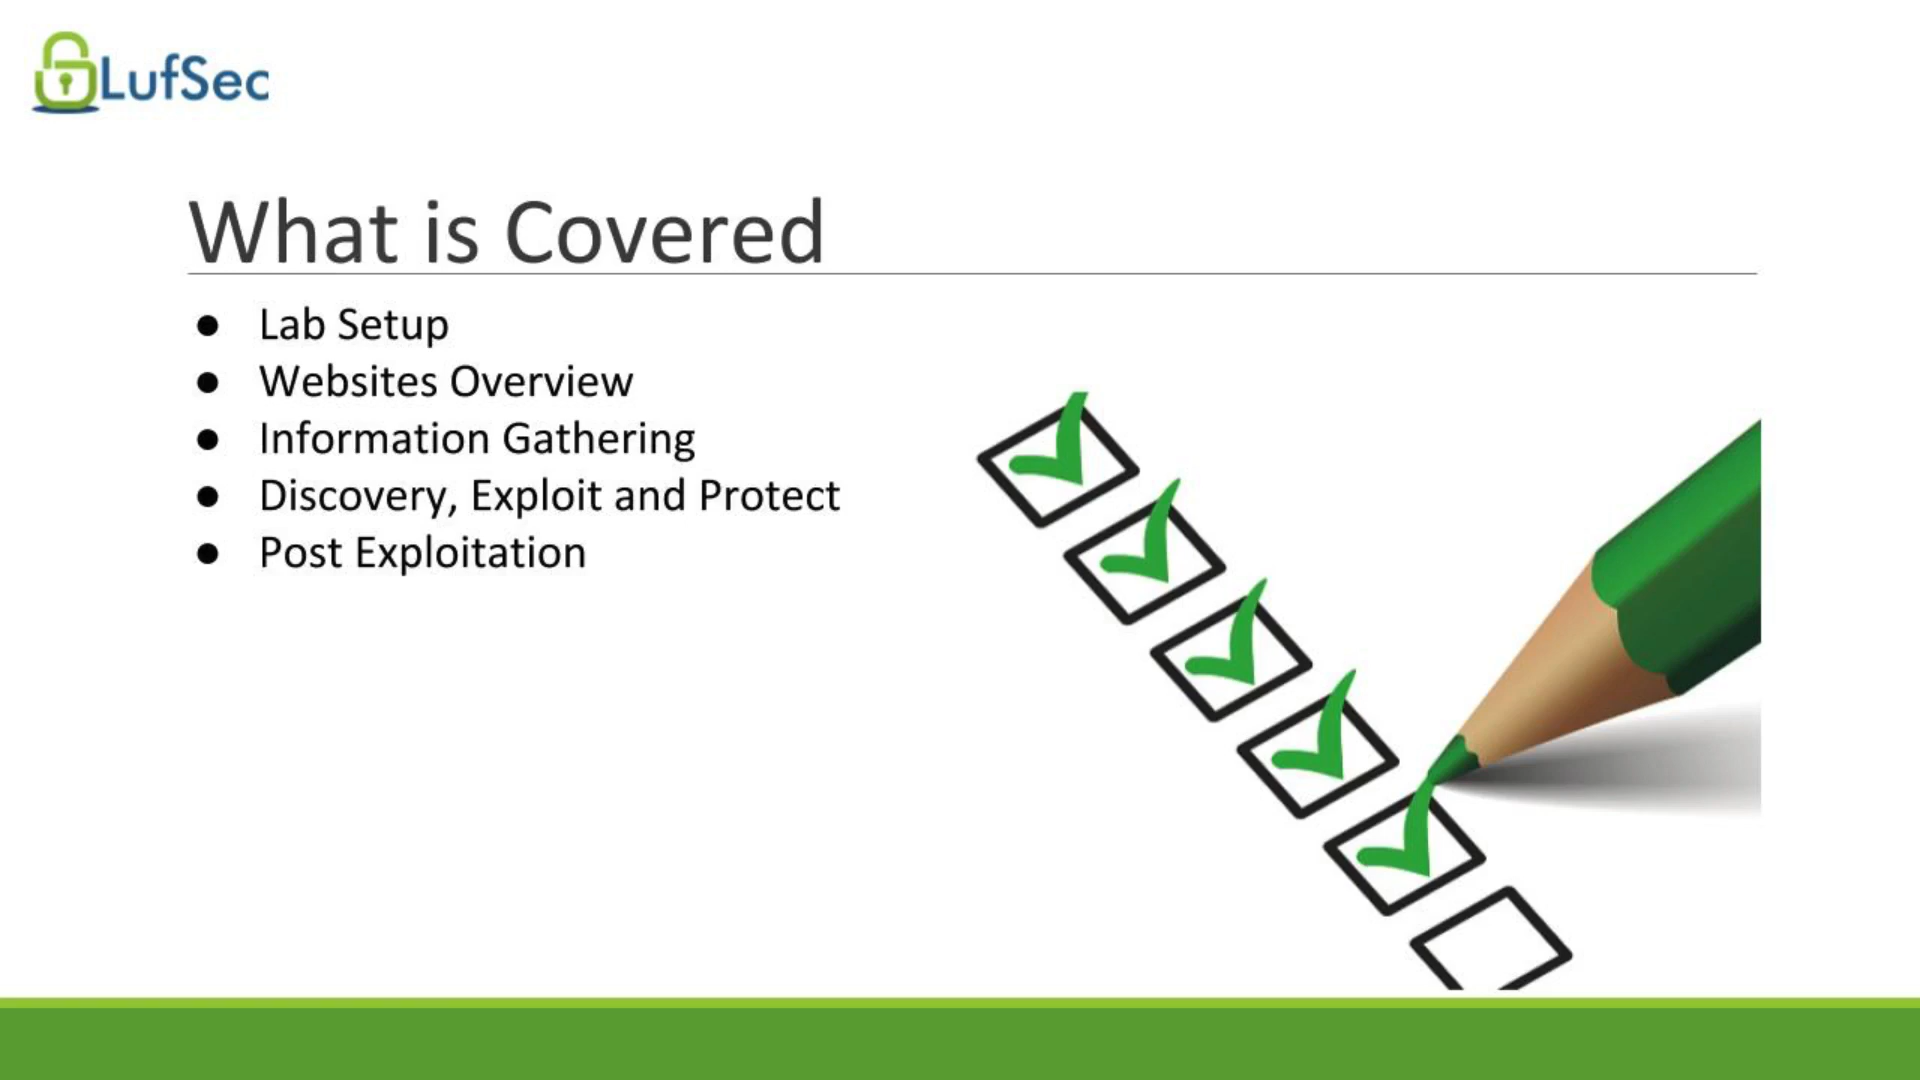 LufSec
What is Covered
● Lab Setup
● Websites Overview
● Information Gathering
● Discovery, Exploit and Protect
● Post Exploitation